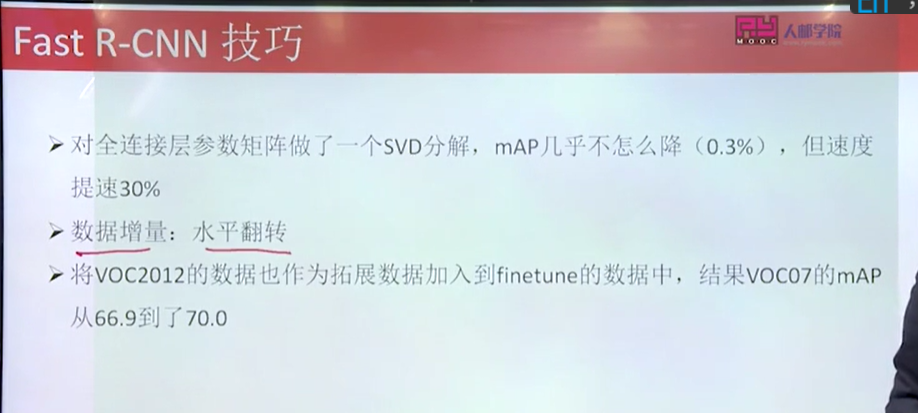 Fast R-CNN 技巧
MOOC 人邮学院
➢对全连接层参数矩阵做了一个SVD分解，mAP几乎不怎么降（0.3%），但速度
提速30%
➢数据增量：水平翻转
➢将VOC2012的数据也作为拓展数据加入到finetune的数据中，结果VOC07的mAP
从66.9到了70.0